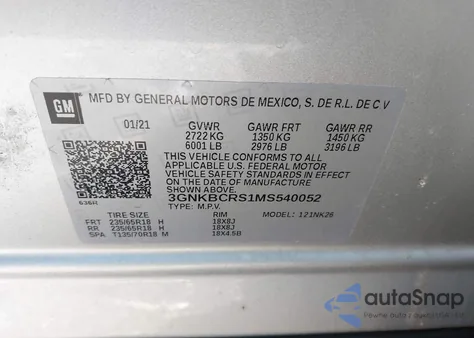 GM
MFD BY GENERAL MOTORS DE MEXICO, S. DE R.L. DE C V
01/21 GVWR GAWR FRT GAWR RR
2722 KG 1350 KG 1450 KG
6001 LB 2976 LB 3196 LB
THIS VEHICLE CONFORMS TO ALL
APPLICABLE U.S. FEDERAL MOTOR
VEHICLE SAFETY STANDARDS IN EFFECT
ON THE DATE OF MANUFACTURE
SHOWN ABOVE.
636R 3GNKBCRS1MS540052
TYPE: M.P.V. MODEL: 121NK26
TIRE SIZE RIM
FRT 235/65R18 H 18X8J
RR 235/65R18 H 18X8J
SPA T135/70R18 M 18X4.5B
autoSnap
Pewne auto z